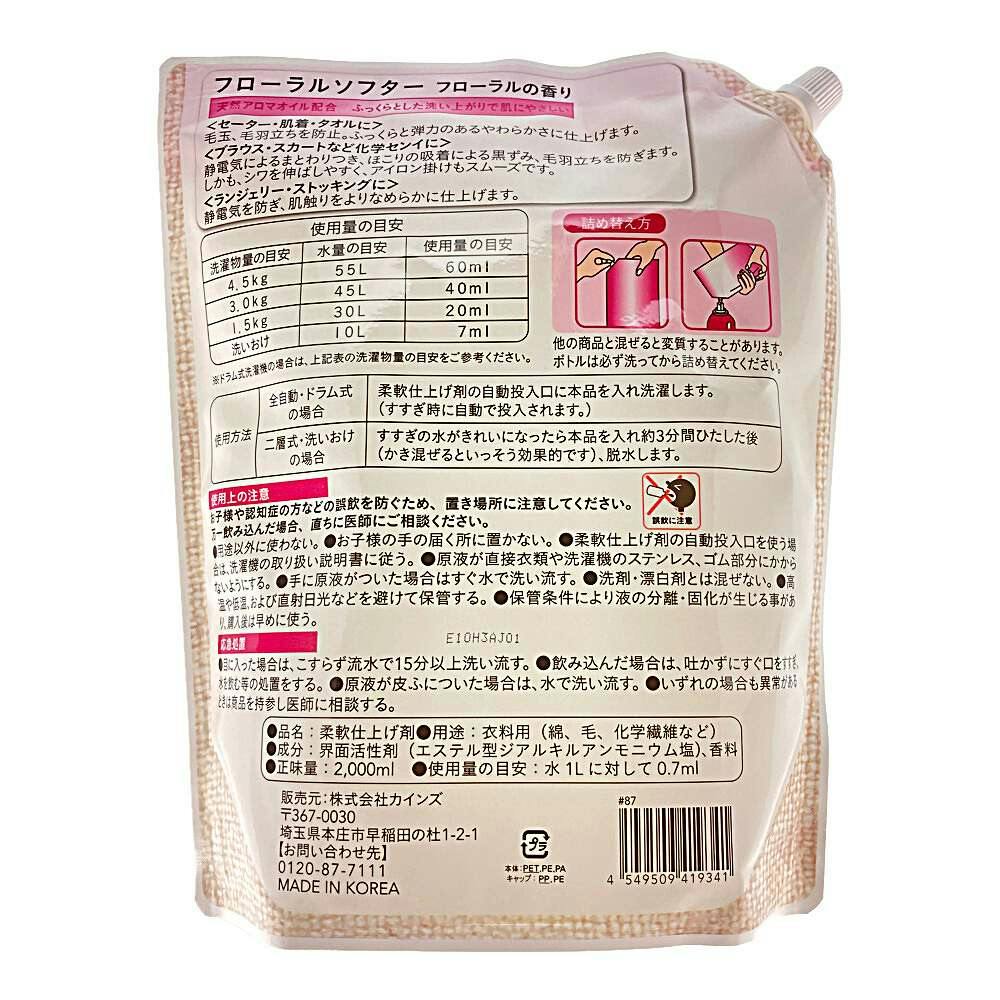 フローラルソフター フローラルの香り
天然アロマオイル配合 ふっくらとした洗い上がりで肌にやさしい
<セーター・肌着・タオルに>
毛玉、毛羽立ちを防止。ふっくらと弾力のあるやわらかさに仕上げます。
<ブラウス・スカートなど化学センイに>
静電気によるまとわりつき、ほこりの吸着による黒ずみ、毛羽立ちを防ぎます。
しかも、シワを伸ばしやすく、アイロン掛けもスムーズです。
<ランジェリー・ストッキングに>
静電気を防ぎ、肌触りをよりなめらかに仕上げます。
使用量の目安
洗濯物量の目安 水量の目安 使用量の目安
4.5kg 55L 60ml
3.0kg 45L 40ml
1.5kg 30L 20ml
洗いおけ 10L 7ml
※ドラム式洗濯機の場合は、上記表の洗濯物量の目安をご参考ください。
詰め替え方
他の商品と混ぜると変質することがあります。
ボトルは必ず洗ってから詰め替えてください。
使用方法
全自動・ドラム式
の場合
柔軟仕上げ剤の自動投入口に本品を入れ洗濯します。
(すすぎ時に自動で投入されます。)
二層式・洗いおけ
の場合
すすぎの水がきれいになったら本品を入れ約3分間ひたした後
(かき混ぜるといっそう効果的です)、脱水します。
使用上の注意
お子様や認知症の方などの誤飲を防ぐため、置き場所に注意してください。
万一飲み込んだ場合、直ちに医師にご相談ください。
誤飲に注意
●用途以外に使わない。●お子様の手の届く所に置かない。●柔軟仕上げ剤の自動投入口を使う場
合は、洗濯機の取り扱い説明書に従う。●原液が直接衣類や洗濯機のステンレス、ゴム部分にかから
ないようにする。●手に原液がついた場合はすぐ水で洗い流す。●洗剤・漂白剤とは混ぜない。●高
温や低温、および直射日光などを避けて保管する。●保管条件により液の分離・固化が生じる事があ
り、購入後は早めに使う。
E10H3AJ01
応急処置
●目に入った場合は、こすらず流水で15分以上洗い流す。●飲み込んだ場合は、吐かずにすぐ口をすすぎ、
水を飲む等の処置をする。●原液が皮ふについた場合は、水で洗い流す。●いずれの場合も異常がある
ときは商品を持参し医師に相談する。
●品名:柔軟仕上げ剤●用途:衣料用(綿、毛、化学繊維など)
●成分:界面活性剤(エステル型ジアルキルアンモニウム塩)、香料
●正味量:2,000ml ●使用量の目安:水1Lに対して0.7ml
販売元:株式会社カインズ
〒367-0030
埼玉県本庄市早稲田の杜1-2-1
【お問い合わせ先】
0120-87-7111
MADE IN KOREA
プラ
本体:PET,PE,PA
キャップ:PP,PE
#87
4 549509 419341